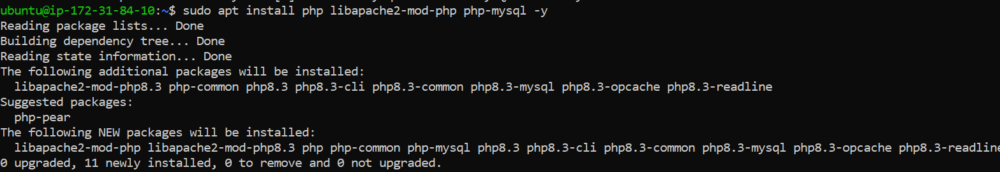 ubuntu@ip-172-31-84-10:~$ sudo apt install php libapache2-mod-php php-mysql -y
Reading package lists... Done
Building dependency tree... Done
Reading state information... Done
The following additional packages will be installed:
  libapache2-mod-php8.3 php-common php8.3 php8.3-cli php8.3-common php8.3-mysql php8.3-opcache php8.3-readline
Suggested packages:
  php-pear
The following NEW packages will be installed:
  libapache2-mod-php libapache2-mod-php8.3 php php-common php-mysql php8.3 php8.3-cli php8.3-common php8.3-mysql php8.3-opcache php8.3-readline
0 upgraded, 11 newly installed, 0 to remove and 0 not upgraded.